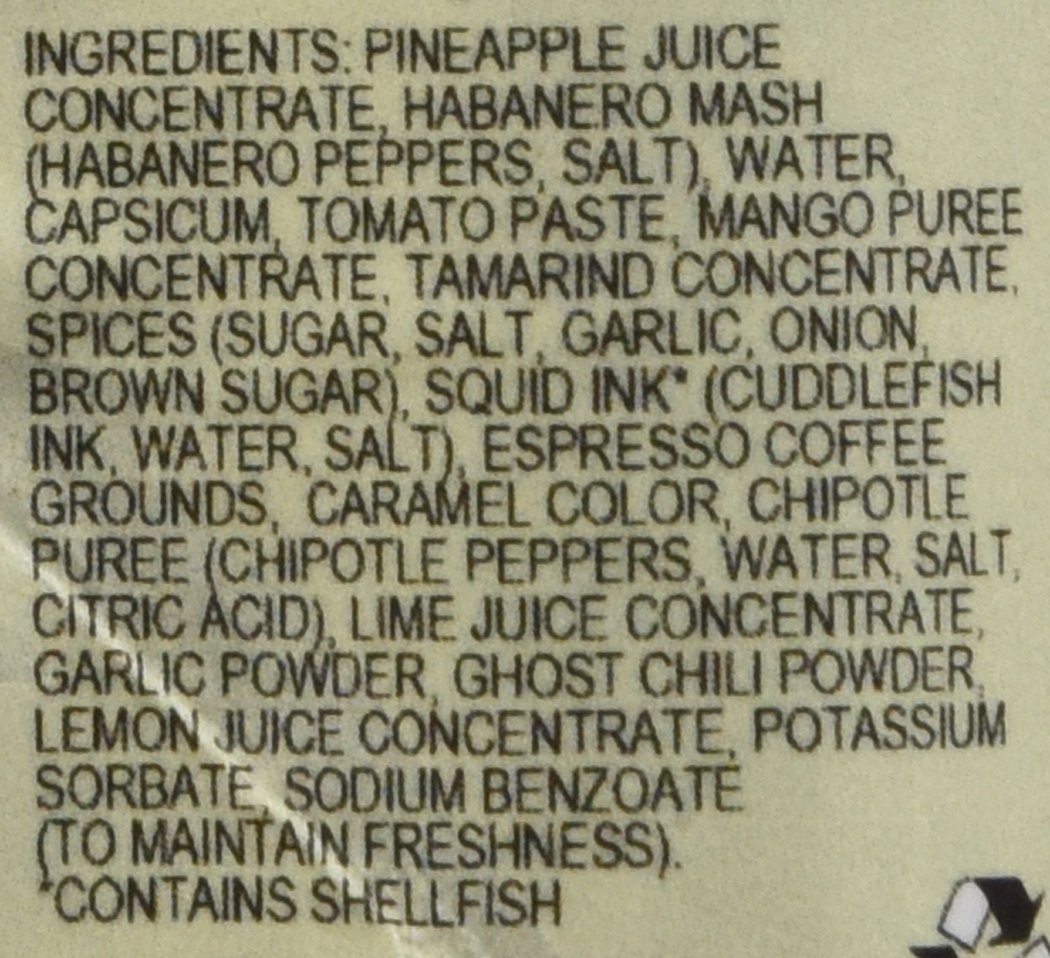 INGREDIENTS: PINEAPPLE JUICE
CONCENTRATE, HABANERO MASH
(HABANERO PEPPERS, SALT), WATER,
CAPSICUM, TOMATO PASTE, MANGO PUREE
CONCENTRATE, TAMARIND CONCENTRATE,
SPICES (SUGAR, SALT, GARLIC, ONION,
BROWN SUGAR), SQUID INK* (CUDDLEFISH
INK, WATER, SALT), ESPRESSO COFFEE
GROUNDS, CARAMEL COLOR, CHIPOTLE
PUREE (CHIPOTLE PEPPERS, WATER, SALT,
CITRIC ACID), LIME JUICE CONCENTRATE,
GARLIC POWDER, GHOST CHILI POWDER,
LEMON JUICE CONCENTRATE, POTASSIUM
SORBATE, SODIUM BENZOATE
(TO MAINTAIN FRESHNESS).
*CONTAINS SHELLFISH